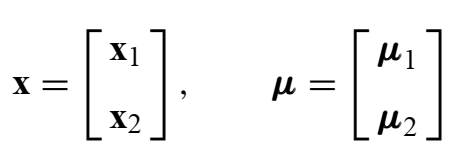 𝐱 = [ 𝐱₁ 𝐱₂ ], 𝝁 = [ 𝝁₁ 𝝁₂ ]